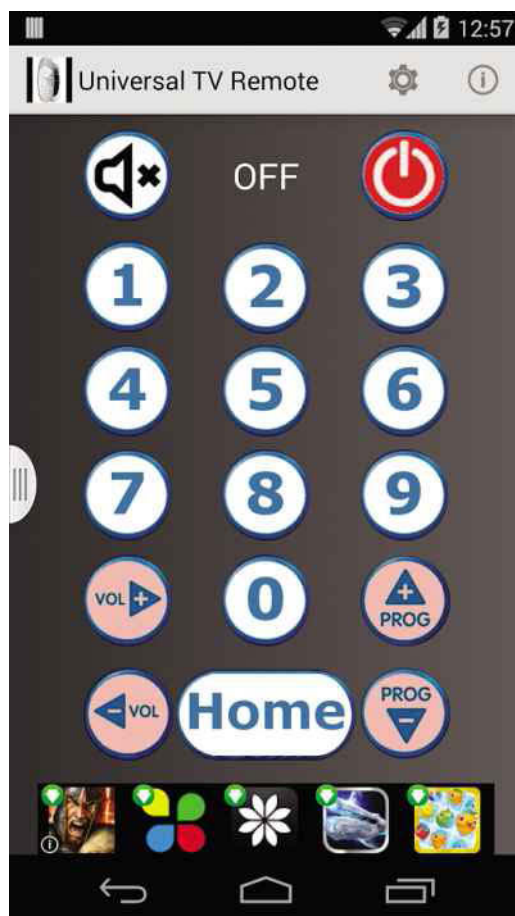 12:57
Universal TV Remote
OFF
1 2 3
4 5 6
7 8 9
VOL + 0 + PROG
- VOL Home PROG -